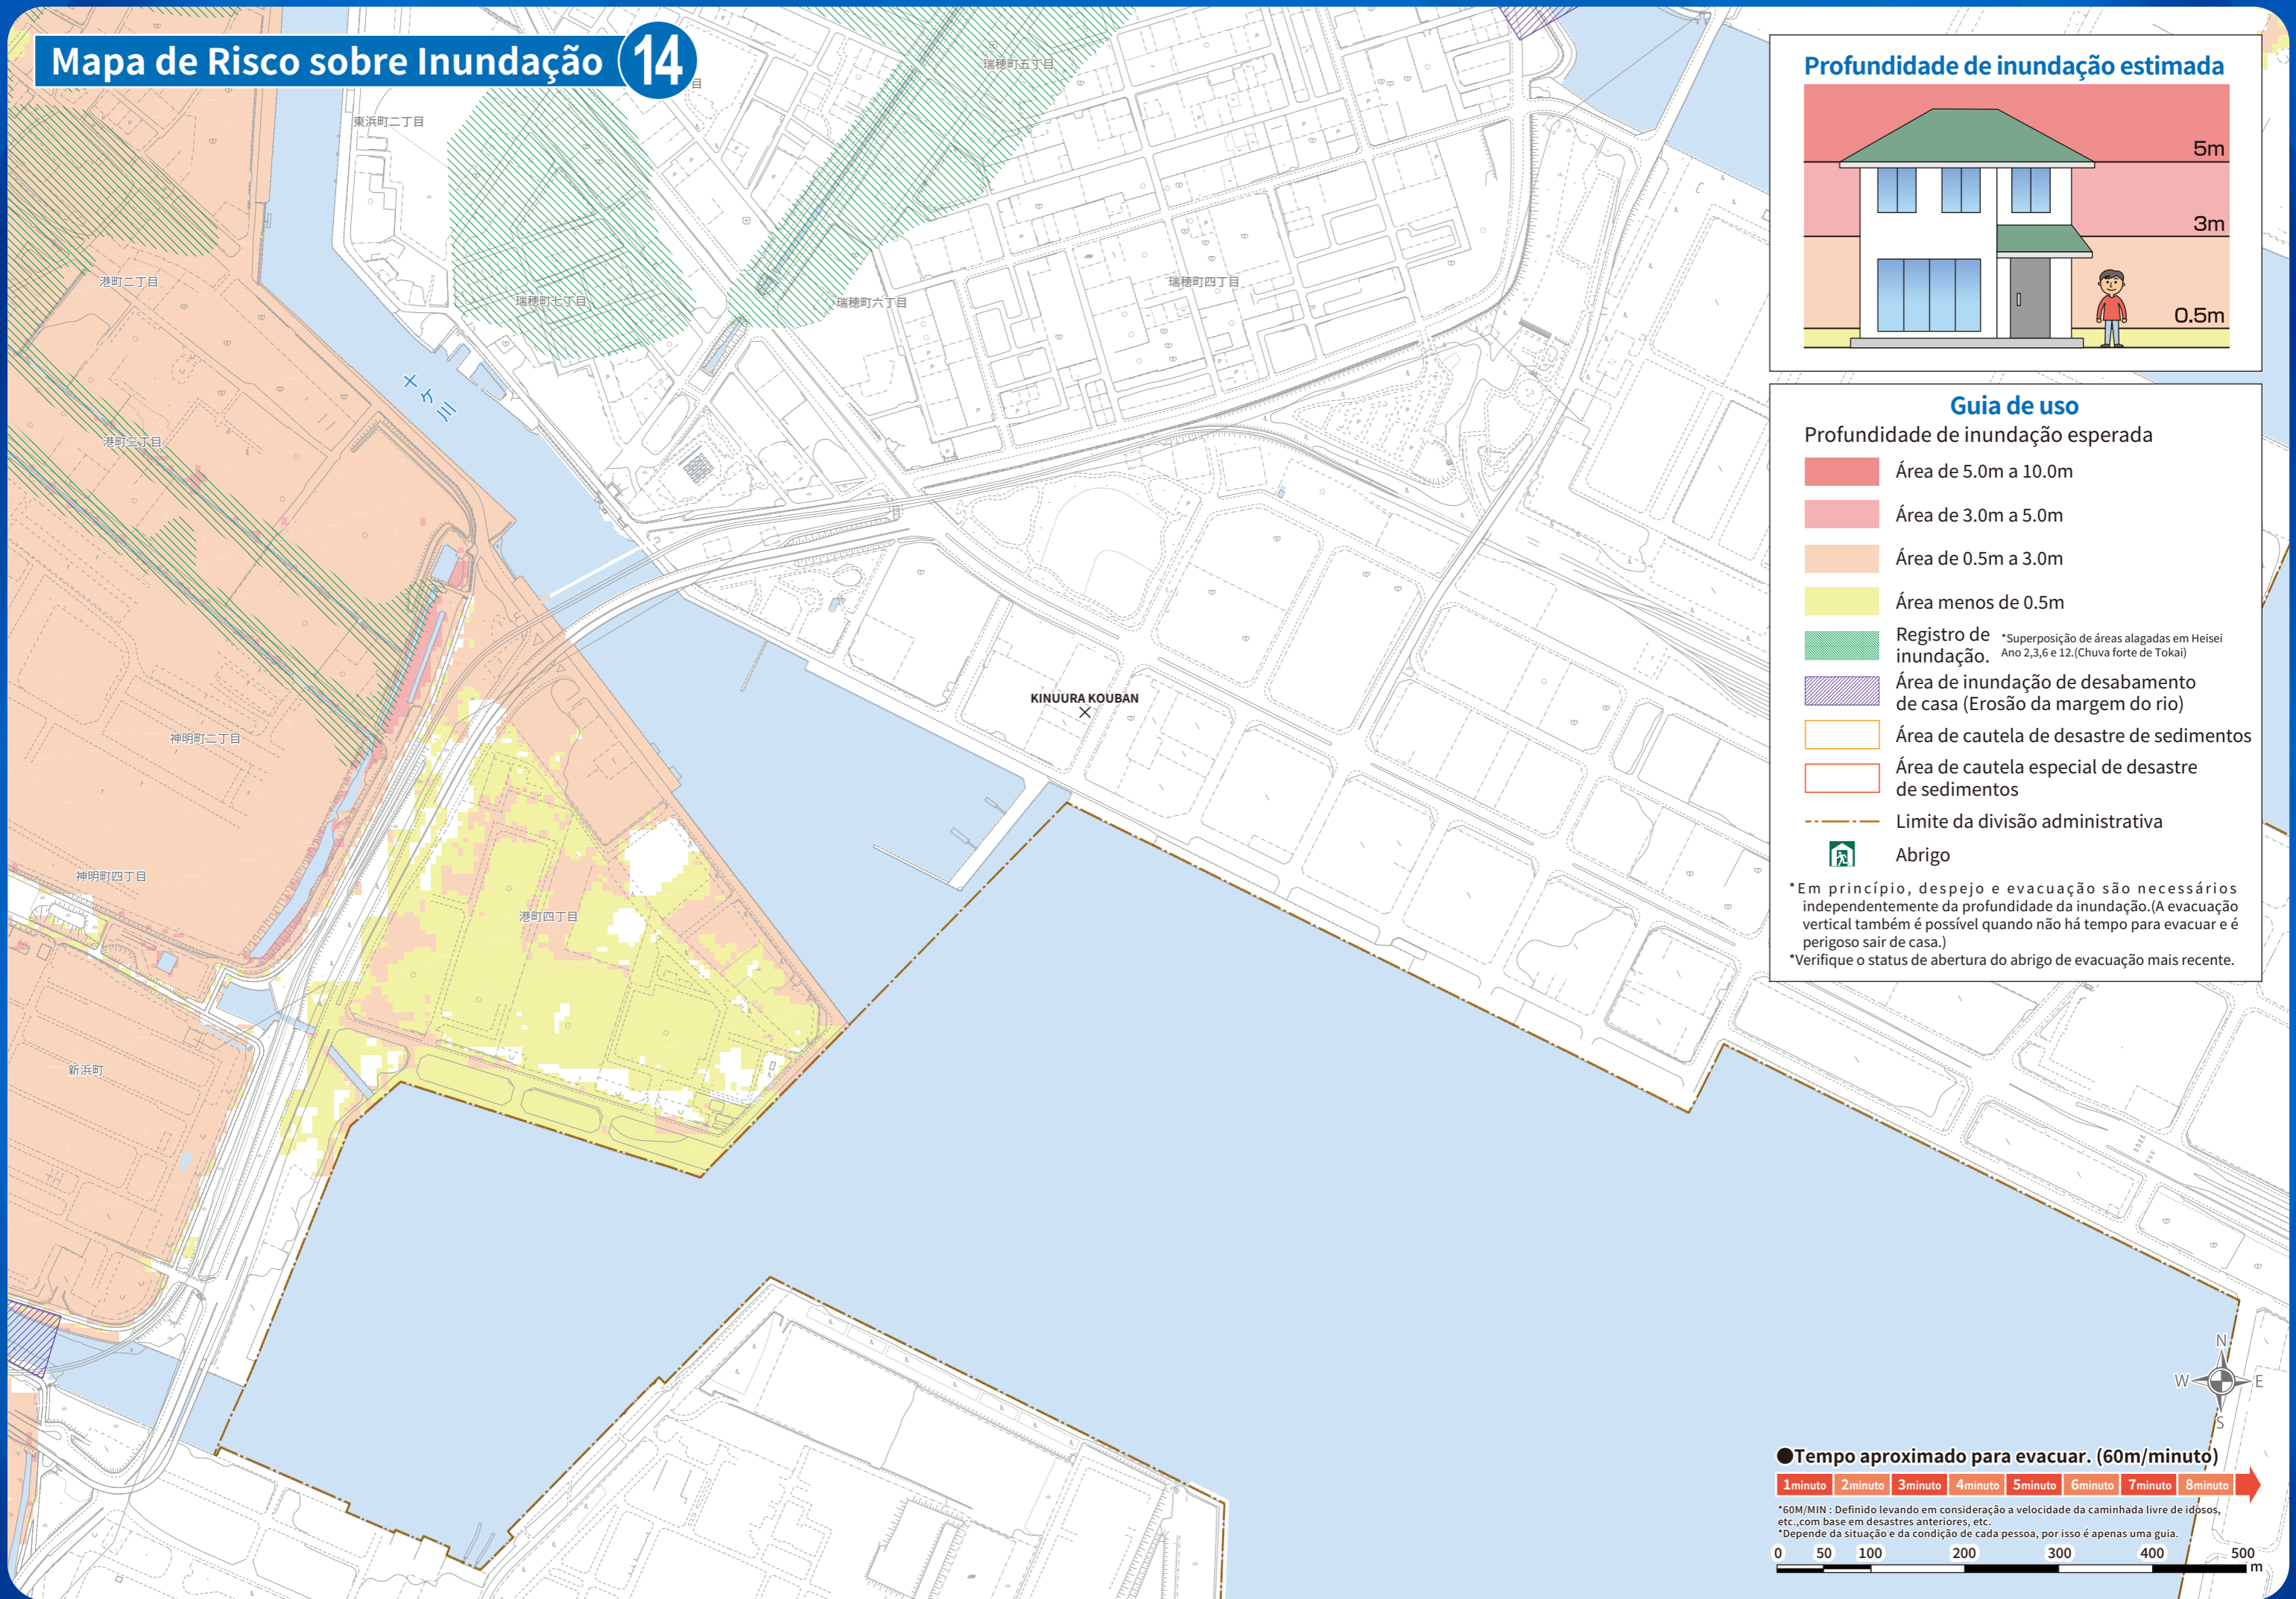 Mapa de Risco sobre Inundação 14
目
瑞穂町五丁目
東浜町二丁目
港町二丁目
瑞穂町七丁目
瑞穂町六丁目
瑞穂町四丁目
十ケ川
港町三丁目
KINUURA KOUBAN
神明町二丁目
神明町四丁目
港町四丁目
新浜町
Profundidade de inundação estimada
5m
3m
0.5m
Guia de uso
Profundidade de inundação esperada
Área de 5.0m a 10.0m
Área de 3.0m a 5.0m
Área de 0.5m a 3.0m
Área menos de 0.5m
Registro de
inundação.
*Superposição de áreas alagadas em Heisei
Ano 2,3,6 e 12.(Chuva forte de Tokai)
Área de inundação de desabamento
de casa (Erosão da margem do rio)
Área de cautela de desastre de sedimentos
Área de cautela especial de desastre
de sedimentos
Limite da divisão administrativa
Abrigo
*Em princípio, despejo e evacuação são necessários
independentemente da profundidade da inundação.(A evacuação
vertical também é possível quando não há tempo para evacuar e é
perigoso sair de casa.)
*Verifique o status de abertura do abrigo de evacuação mais recente.
N
W E
S
●Tempo aproximado para evacuar. (60m/minuto)
1minuto 2minuto 3minuto 4minuto 5minuto 6minuto 7minuto 8minuto
*60M/MIN : Definido levando em consideração a velocidade da caminhada livre de idosos,
etc.,com base em desastres anteriores, etc.
*Depende da situação e da condição de cada pessoa, por isso é apenas uma guia.
0 50 100 200 300 400 500
m